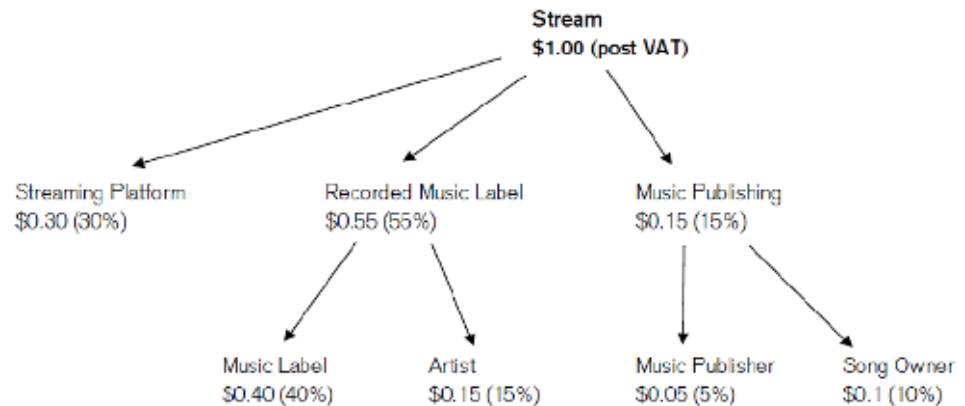 Stream
$1.00 (post VAT)
Streaming Platform
$0.30 (30%)
Recorded Music Label
$0.55 (55%)
Music Publishing
$0.15 (15%)
Music Label
$0.40 (40%)
Artist
$0.15 (15%)
Music Publisher
$0.05 (5%)
Song Owner
$0.1 (10%)